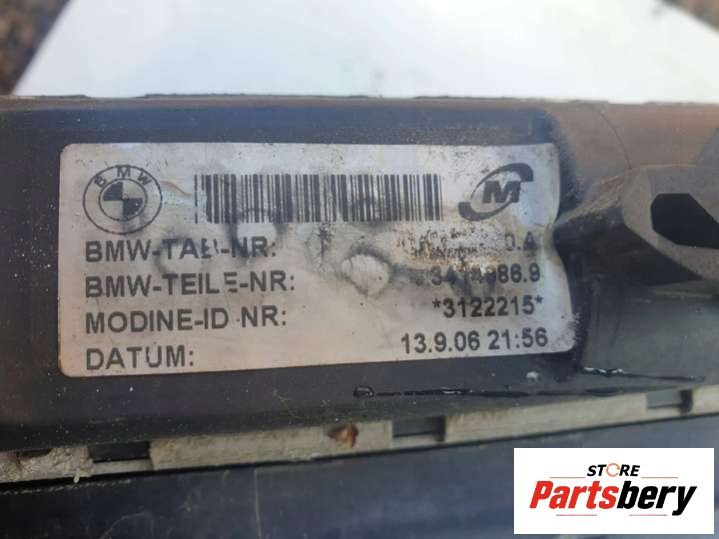 BMW
M
BMW-TAB-NR: 0.A
BMW-TEILE-NR:
MODINE-ID NR: *3122215*
DATUM: 13.9.06 21:56
STORE
Partsbery